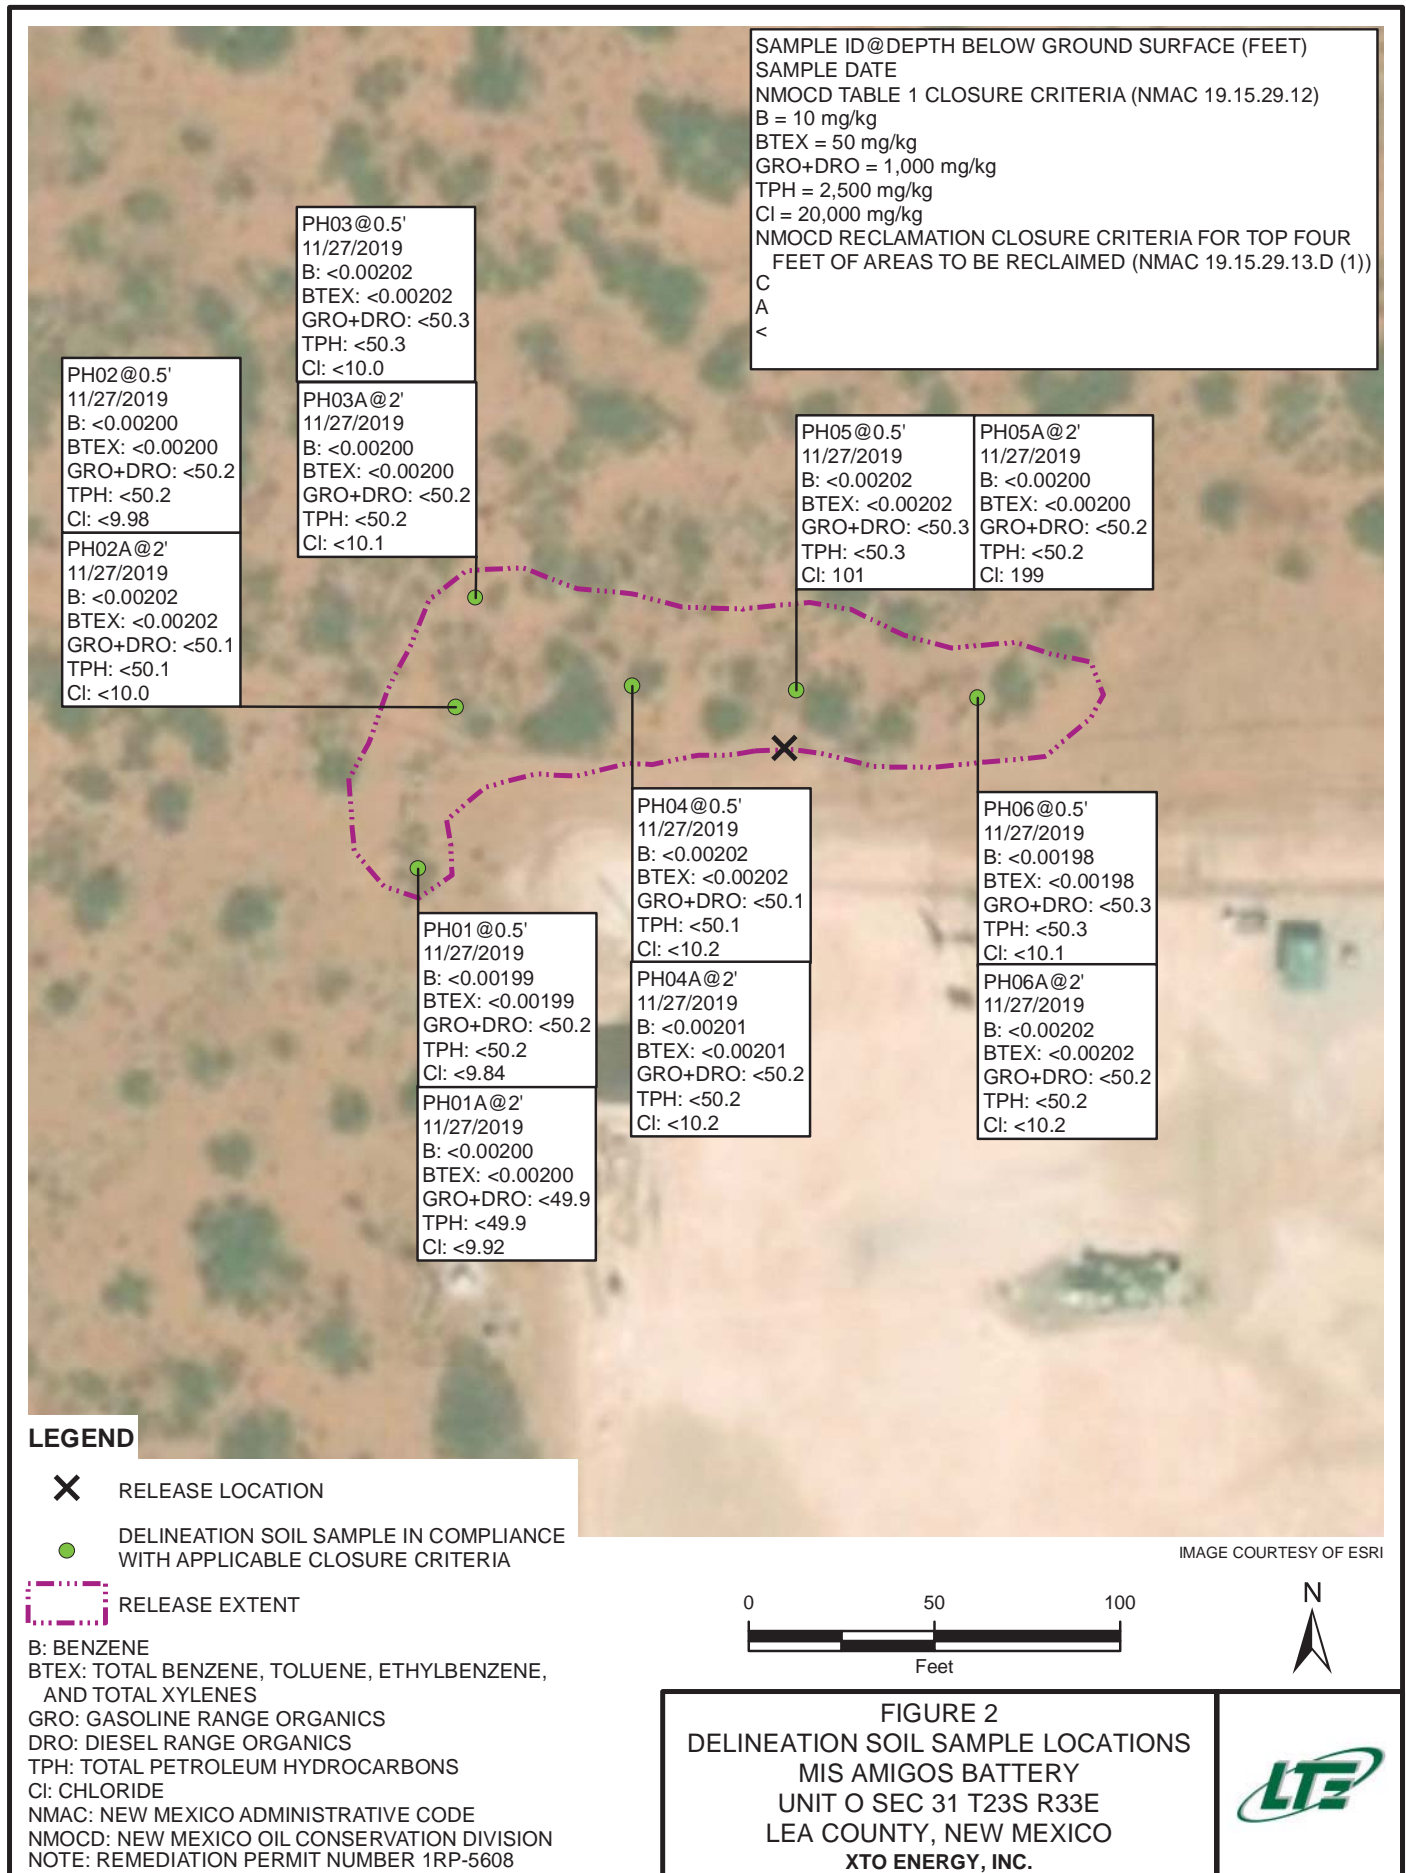 SAMPLE ID@DEPTH BELOW GROUND SURFACE (FEET)
SAMPLE DATE
NMOCD TABLE 1 CLOSURE CRITERIA (NMAC 19.15.29.12)
B = 10 mg/kg
BTEX = 50 mg/kg
GRO+DRO = 1,000 mg/kg
TPH = 2,500 mg/kg
Cl = 20,000 mg/kg
NMOCD RECLAMATION CLOSURE CRITERIA FOR TOP FOUR
FEET OF AREAS TO BE RECLAIMED (NMAC 19.15.29.13.D (1))
C
A
<
PH03@0.5'
11/27/2019
B: <0.00202
BTEX: <0.00202
GRO+DRO: <50.3
TPH: <50.3
Cl: <10.0
PH03A@2'
11/27/2019
B: <0.00200
BTEX: <0.00200
GRO+DRO: <50.2
TPH: <50.2
Cl: <10.1
PH02@0.5'
11/27/2019
B: <0.00200
BTEX: <0.00200
GRO+DRO: <50.2
TPH: <50.2
Cl: <9.98
PH02A@2'
11/27/2019
B: <0.00202
BTEX: <0.00202
GRO+DRO: <50.1
TPH: <50.1
Cl: <10.0
PH05@0.5'
11/27/2019
B: <0.00202
BTEX: <0.00202
GRO+DRO: <50.3
TPH: <50.3
Cl: 101
PH05A@2'
11/27/2019
B: <0.00200
BTEX: <0.00200
GRO+DRO: <50.2
TPH: <50.2
Cl: 199
PH04@0.5'
11/27/2019
B: <0.00202
BTEX: <0.00202
GRO+DRO: <50.1
TPH: <50.1
Cl: <10.2
PH04A@2'
11/27/2019
B: <0.00201
BTEX: <0.00201
GRO+DRO: <50.2
TPH: <50.2
Cl: <10.2
PH06@0.5'
11/27/2019
B: <0.00198
BTEX: <0.00198
GRO+DRO: <50.3
TPH: <50.3
Cl: <10.1
PH06A@2'
11/27/2019
B: <0.00202
BTEX: <0.00202
GRO+DRO: <50.2
TPH: <50.2
Cl: <10.2
PH01@0.5'
11/27/2019
B: <0.00199
BTEX: <0.00199
GRO+DRO: <50.2
TPH: <50.2
Cl: <9.84
PH01A@2'
11/27/2019
B: <0.00200
BTEX: <0.00200
GRO+DRO: <49.9
TPH: <49.9
Cl: <9.92
LEGEND
RELEASE LOCATION
DELINEATION SOIL SAMPLE IN COMPLIANCE
WITH APPLICABLE CLOSURE CRITERIA
RELEASE EXTENT
B: BENZENE
BTEX: TOTAL BENZENE, TOLUENE, ETHYLBENZENE,
AND TOTAL XYLENES
GRO: GASOLINE RANGE ORGANICS
DRO: DIESEL RANGE ORGANICS
TPH: TOTAL PETROLEUM HYDROCARBONS
Cl: CHLORIDE
NMAC: NEW MEXICO ADMINISTRATIVE CODE
NMOCD: NEW MEXICO OIL CONSERVATION DIVISION
NOTE: REMEDIATION PERMIT NUMBER 1RP-5608
IMAGE COURTESY OF ESRI
0 50 100
Feet
N
FIGURE 2
DELINEATION SOIL SAMPLE LOCATIONS
MIS AMIGOS BATTERY
UNIT O SEC 31 T23S R33E
LEA COUNTY, NEW MEXICO
XTO ENERGY, INC.
LTE